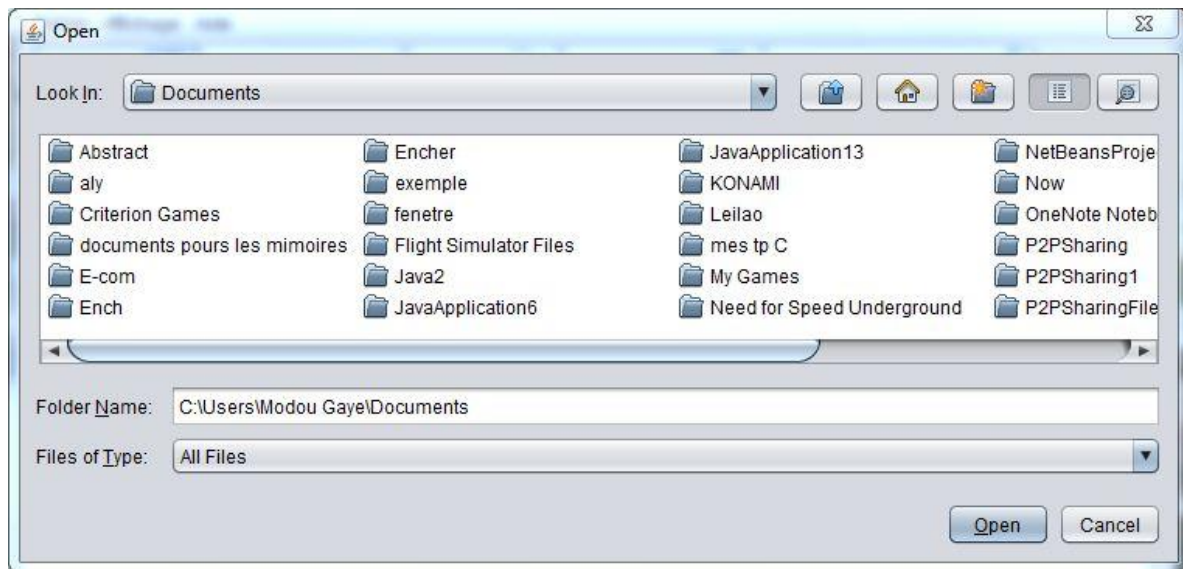 Open
Look In: Documents
Abstract Encher JavaApplication13 NetBeansProje
aly exemple KONAMI Now
Criterion Games fenetre Leilao OneNote Noteb
documents pours les mimoires Flight Simulator Files mes tp C P2PSharing
E-com Java2 My Games P2PSharing1
Ench JavaApplication6 Need for Speed Underground P2PSharingFile
Folder Name: C:\Users\Modou Gaye\Documents
Files of Type: All Files
Open Cancel